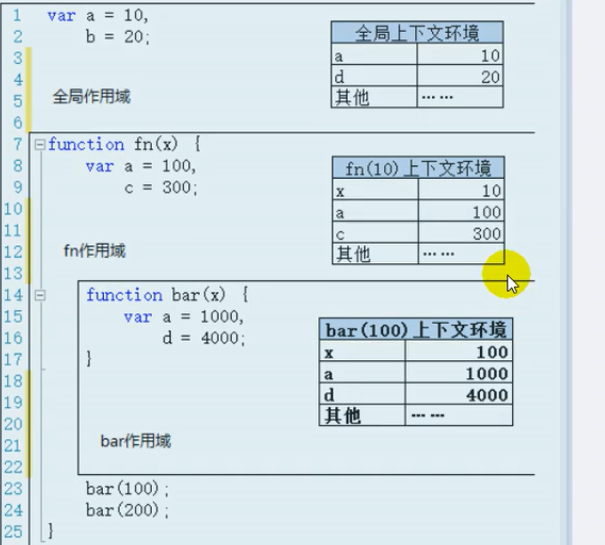 1 var a = 10,
2 b = 20;
3
4
5 全局作用域
6
全局上下文环境
a 10
d 20
其他 ……
7 function fn(x) {
8 var a = 100,
9 c = 300;
10
11
12 fn作用域
13
fn(10)上下文环境
x 10
a 100
c 300
其他 ……
14 function bar(x) {
15 var a = 1000,
16 d = 4000;
17 }
18
19
20
21 bar作用域
22
bar(100)上下文环境
x 100
a 1000
d 4000
其他 ……
23 bar(100);
24 bar(200);
25 }